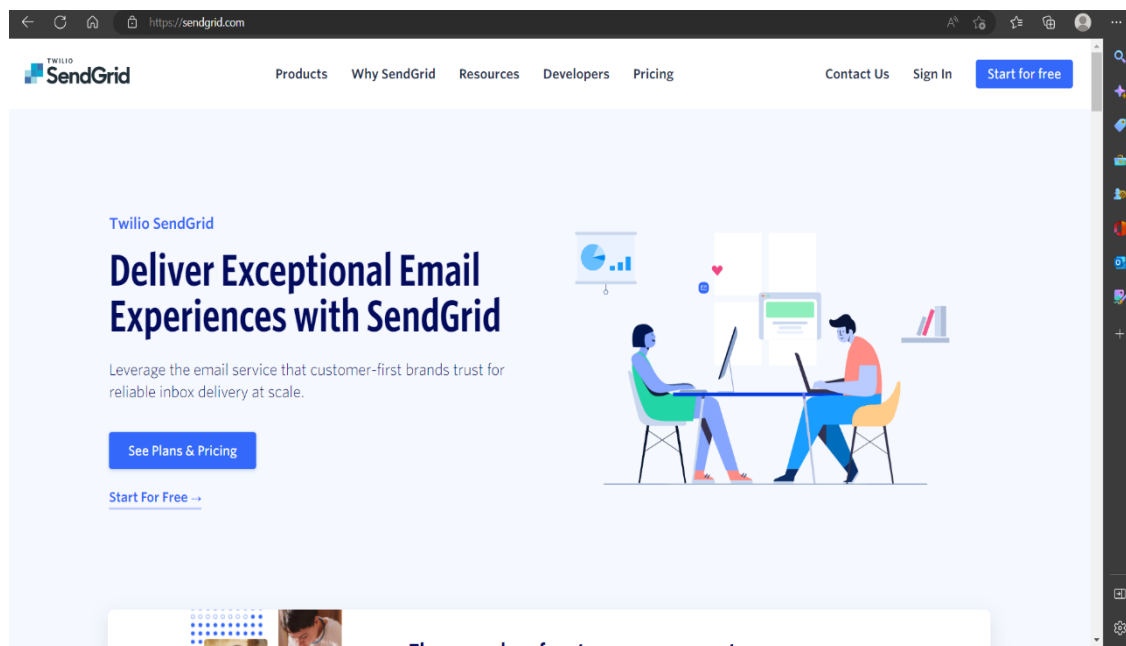 https://sendgrid.com
TWILIO
SendGrid
Products Why SendGrid Resources Developers Pricing Contact Us Sign In Start for free
Twilio SendGrid
Deliver Exceptional Email
Experiences with SendGrid
Leverage the email service that customer-first brands trust for
reliable inbox delivery at scale.
See Plans & Pricing
Start For Free →